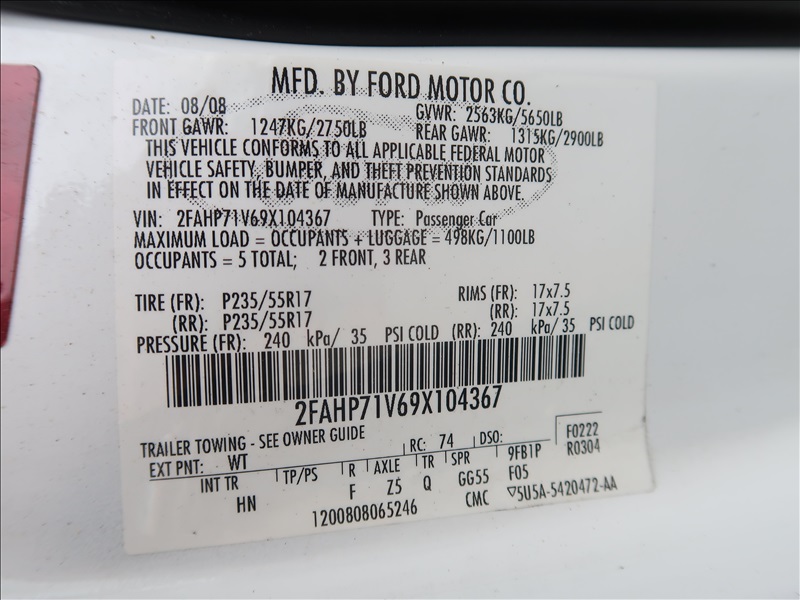 MFD. BY FORD MOTOR CO.
DATE: 08/08 GVWR: 2563KG/5650LB
FRONT GAWR: 1247KG/2750LB REAR GAWR: 1315KG/2900LB
THIS VEHICLE CONFORMS TO ALL APPLICABLE FEDERAL MOTOR
VEHICLE SAFETY, BUMPER, AND THEFT PREVENTION STANDARDS
IN EFFECT ON THE DATE OF MANUFACTURE SHOWN ABOVE.
VIN: 2FAHP71V69X104367 TYPE: Passenger Car
MAXIMUM LOAD = OCCUPANTS + LUGGAGE = 498KG/1100LB
OCCUPANTS = 5 TOTAL; 2 FRONT, 3 REAR
TIRE (FR): P235/55R17 RIMS (FR): 17x7.5
(RR): P235/55R17 (RR): 17x7.5
PRESSURE (FR): 240 kPa/ 35 PSI COLD (RR): 240 kPa/ 35 PSI COLD
2FAHP71V69X104367
TRAILER TOWING - SEE OWNER GUIDE
EXT PNT: WT RC: 74 DSO: 9FB1P F0222
R0304
INT TR TP/PS R AXLE TR SPR F05
HN F Z5 Q GG55
1200808065246 CMC ▽5U5A-5420472-AA